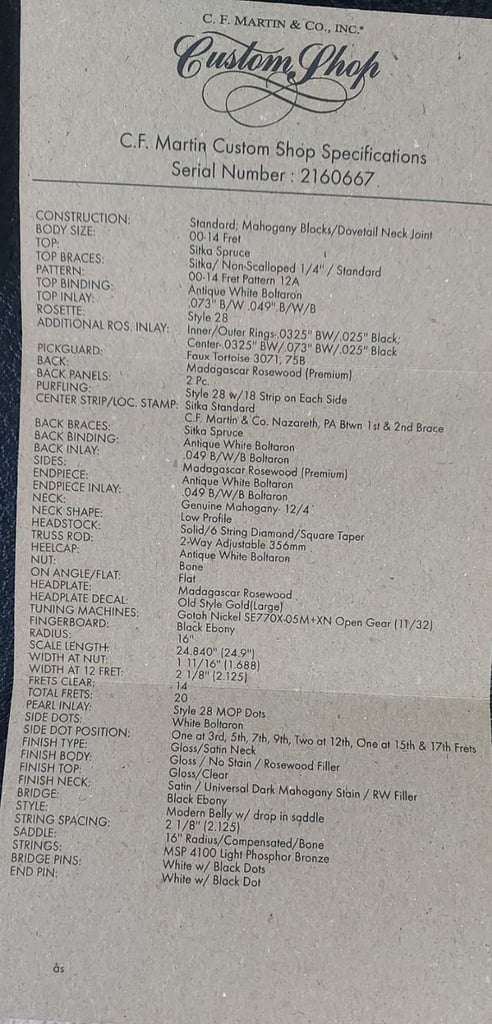 C. F. MARTIN & CO., INC.®
Custom Shop
C.F. Martin Custom Shop Specifications
Serial Number : 2160667
CONSTRUCTION: Standard; Mahogany Blocks/Dovetail Neck Joint
BODY SIZE: 00-14 Fret
TOP: Sitka Spruce
TOP BRACES: Sitka/ Non-Scalloped 1/4" / Standard
PATTERN: 00-14 Fret Pattern 12A
TOP BINDING: Antique White Boltaron
TOP INLAY: .073" B/W .049" B/W/B
ROSETTE: Style 28
ADDITIONAL ROS. INLAY: Inner/Outer Rings-.0325" BW/.025" Black;
Center-.0325" BW/.073" BW/.025" Black
PICKGUARD: Faux Tortoise 3071, 75B
BACK: Madagascar Rosewood (Premium)
BACK PANELS: 2 Pc.
PURFLING: Style 28 w/18 Strip on Each Side
CENTER STRIP/LOC. STAMP: Sitka Standard
C.F. Martin & Co. Nazareth, PA Btwn 1st & 2nd Brace
BACK BRACES: Sitka Spruce
BACK BINDING: Antique White Boltaron
BACK INLAY: .049 B/W/B Boltaron
SIDES: Madagascar Rosewood (Premium)
ENDPIECE: Antique White Boltaron
ENDPIECE INLAY: .049 B/W/B Boltaron
NECK: Genuine Mahogany- 12/4
NECK SHAPE: Low Profile
HEADSTOCK: Solid/6 String Diamond/Square Taper
TRUSS ROD: 2-Way Adjustable 356mm
HEELCAP: Antique White Boltaron
NUT: Bone
ON ANGLE/FLAT: Flat
HEADPLATE: Madagascar Rosewood
HEADPLATE DECAL: Old Style Gold(Large)
TUNING MACHINES: Gotoh Nickel SE770X-05M+XN Open Gear (11/32)
FINGERBOARD: Black Ebony
RADIUS: 16"
SCALE LENGTH: 24.840" (24.9")
WIDTH AT NUT: 1 11/16" (1.688)
WIDTH AT 12 FRET: 2 1/8" (2.125)
FRETS CLEAR: 14
TOTAL FRETS: 20
PEARL INLAY: Style 28 MOP Dots
SIDE DOTS: White Boltaron
SIDE DOT POSITION: One at 3rd, 5th, 7th, 9th, Two at 12th, One at 15th & 17th Frets
FINISH TYPE: Gloss/Satin Neck
FINISH BODY: Gloss / No Stain / Rosewood Filler
FINISH TOP: Gloss/Clear
FINISH NECK: Satin / Universal Dark Mahogany Stain / RW Filler
BRIDGE: Black Ebony
STYLE: Modern Belly w/ drop in saddle
STRING SPACING: 2 1/8" (2.125)
SADDLE: 16" Radius/Compensated/Bone
STRINGS: MSP 4100 Light Phosphor Bronze
BRIDGE PINS: White w/ Black Dots
END PIN: White w/ Black Dot
ås